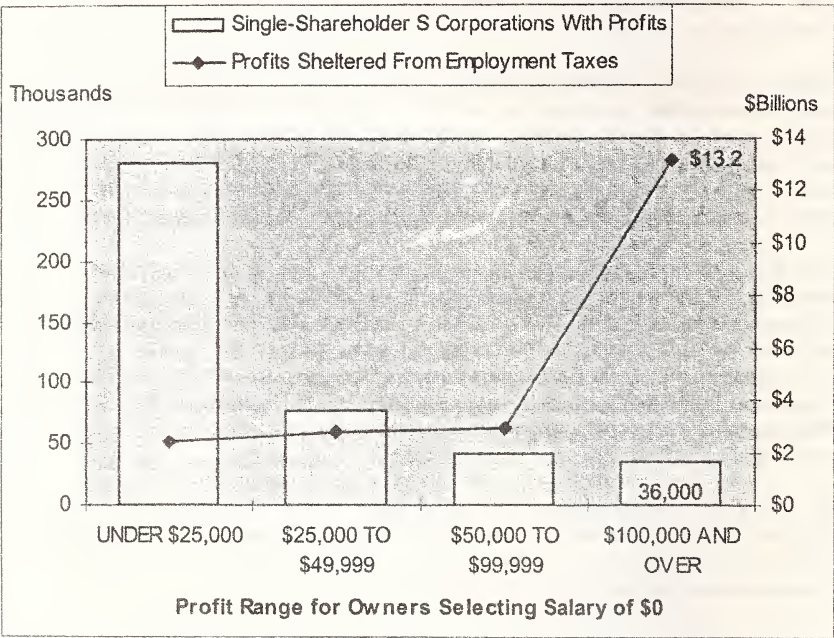 Single-Shareholder S Corporations With Profits
Profits Sheltered From Employment Taxes
Thousands
$Billions
300
250
200
150
100
50
0
$14
$12
$10
$8
$6
$4
$2
$0
$13.2
36,000
UNDER $25,000
$25,000 TO
$49,999
$50,000 TO
$99,999
$100,000 AND
OVER
Profit Range for Owners Selecting Salary of $0